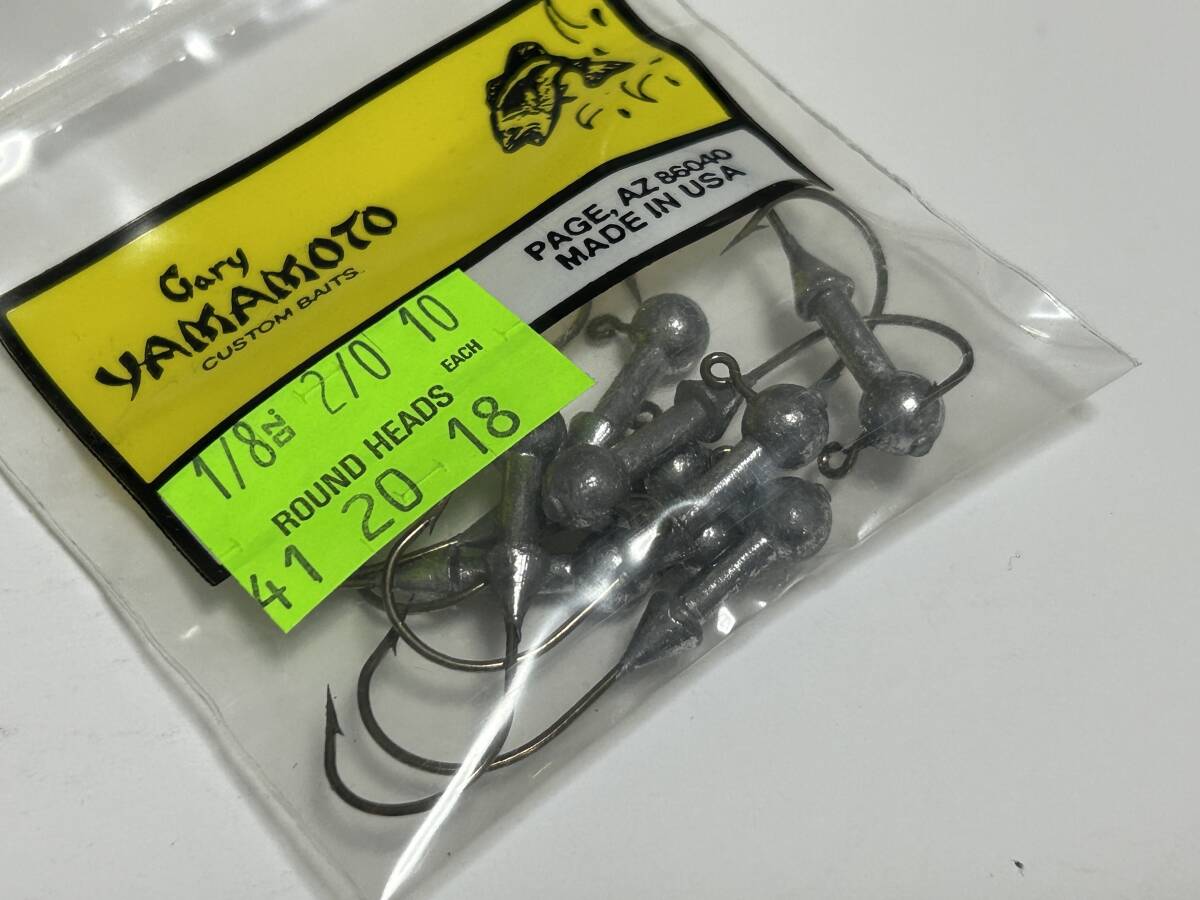 Gary
YAMAMOTO
CUSTOM BAITS
PAGE, AZ 86040
MADE IN USA
1/8 OZ. 2/0 10
ROUND HEADS EACH
41 20 18